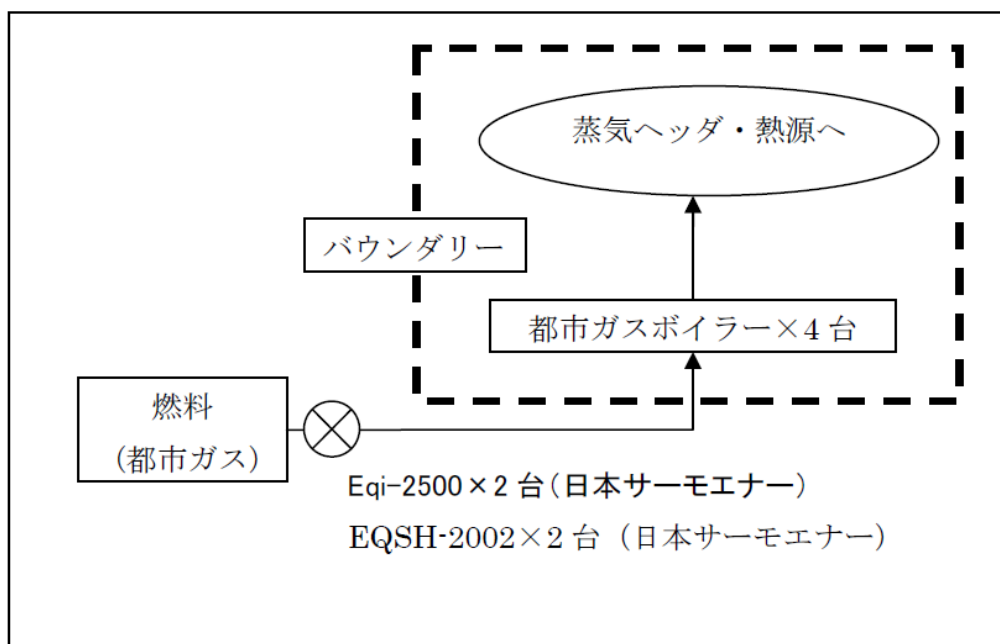 蒸気ヘッダ・熱源へ
バウンダリー
都市ガスボイラー×4 台
燃料
(都市ガス)
Eqi-2500×2 台(日本サーモエナー)
EQSH-2002×2 台（日本サーモエナー）